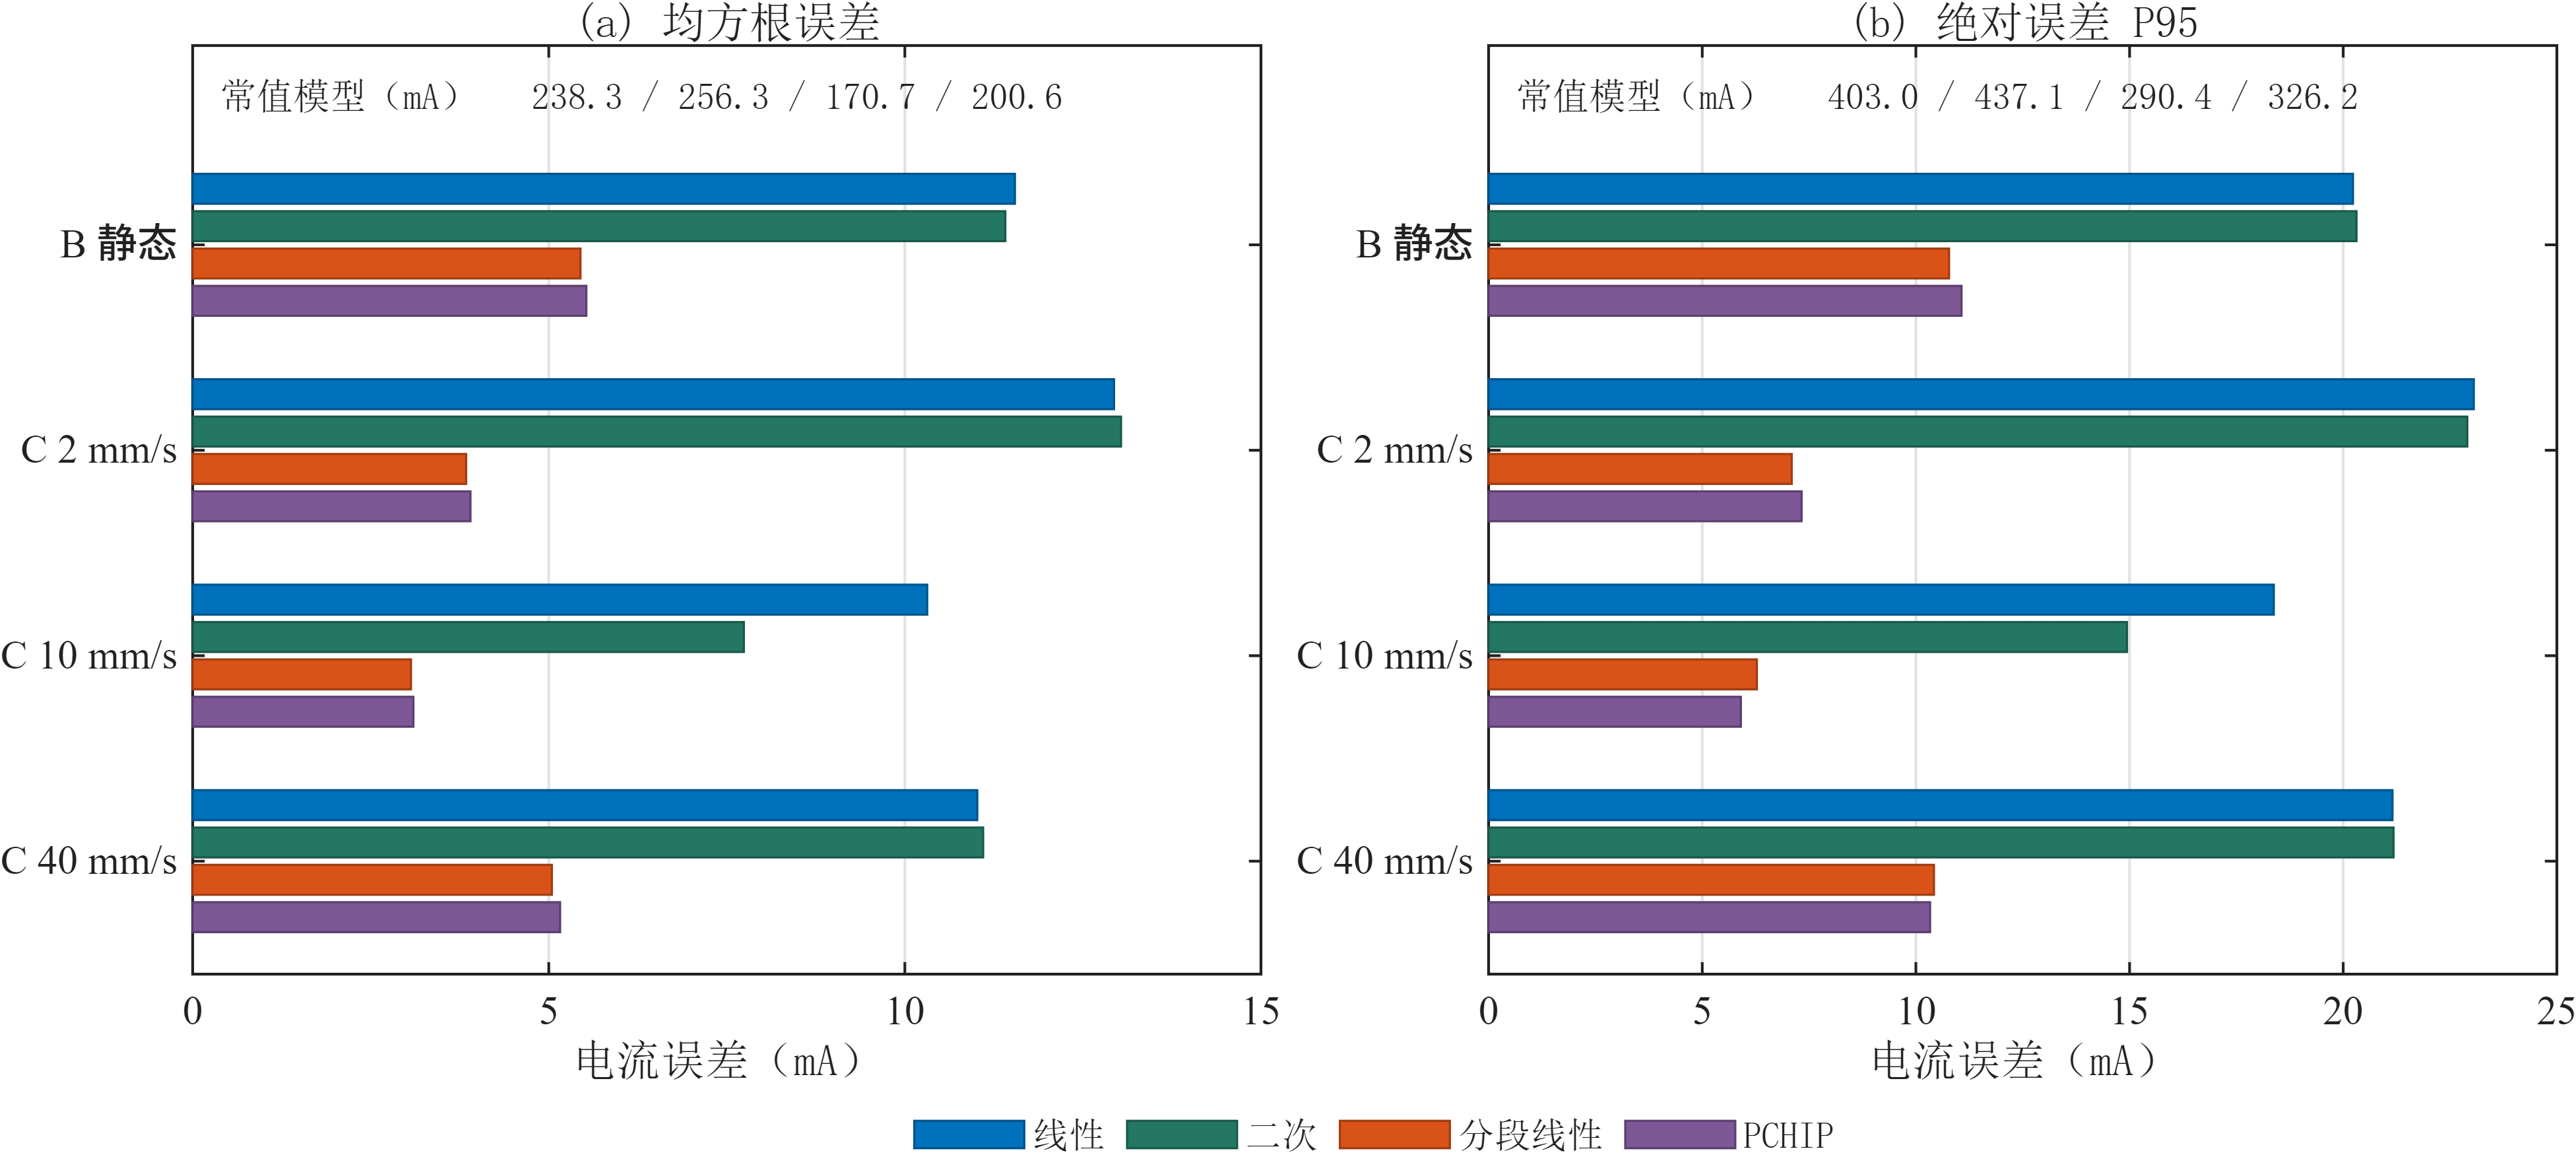 (a) 均方根误差
常值模型（mA） 238.3 / 256.3 / 170.7 / 200.6
B 静态
C 2 mm/s
C 10 mm/s
C 40 mm/s
0 5 10 15
电流误差（mA）
(b) 绝对误差 P95
常值模型（mA） 403.0 / 437.1 / 290.4 / 326.2
B 静态
C 2 mm/s
C 10 mm/s
C 40 mm/s
0 5 10 15 20 25
电流误差（mA）
线性 二次 分段线性 PCHIP